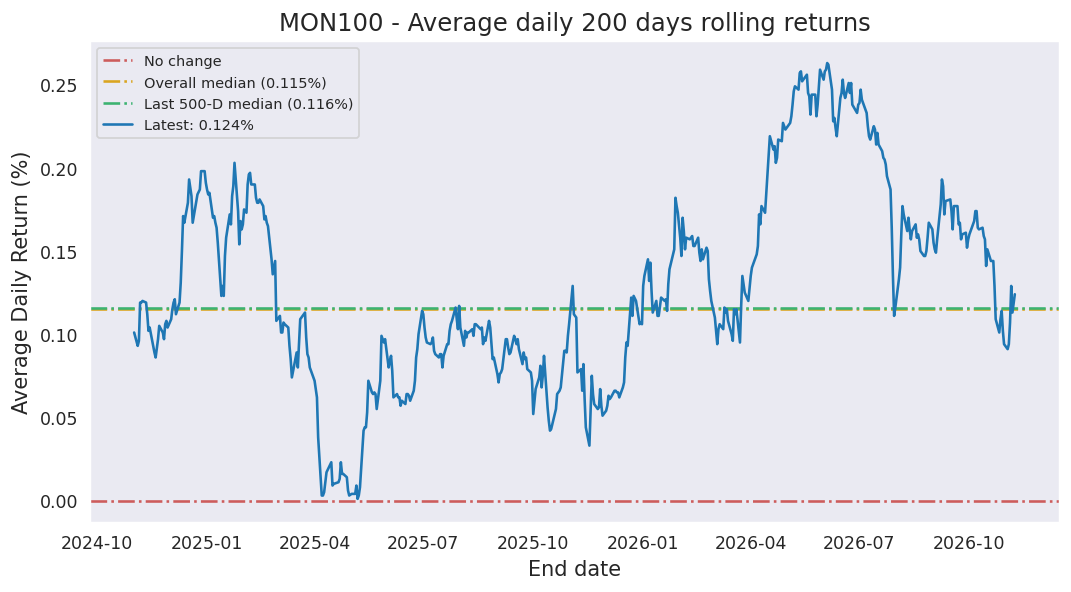 MON100 - Average daily 200 days rolling returns
No change
Overall median (0.115%)
Last 500-D median (0.116%)
Latest: 0.124%
Average Daily Return (%)
0.25
0.20
0.15
0.10
0.05
0.00
2024-10 2025-01 2025-04 2025-07 2025-10 2026-01 2026-04 2026-07 2026-10
End date